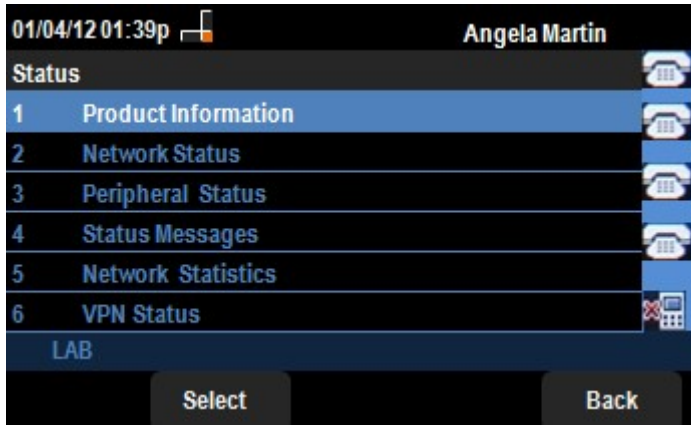 01/04/12 01:39p Angela Martin
Status
1 Product Information
2 Network Status
3 Peripheral Status
4 Status Messages
5 Network Statistics
6 VPN Status
LAB
Select Back